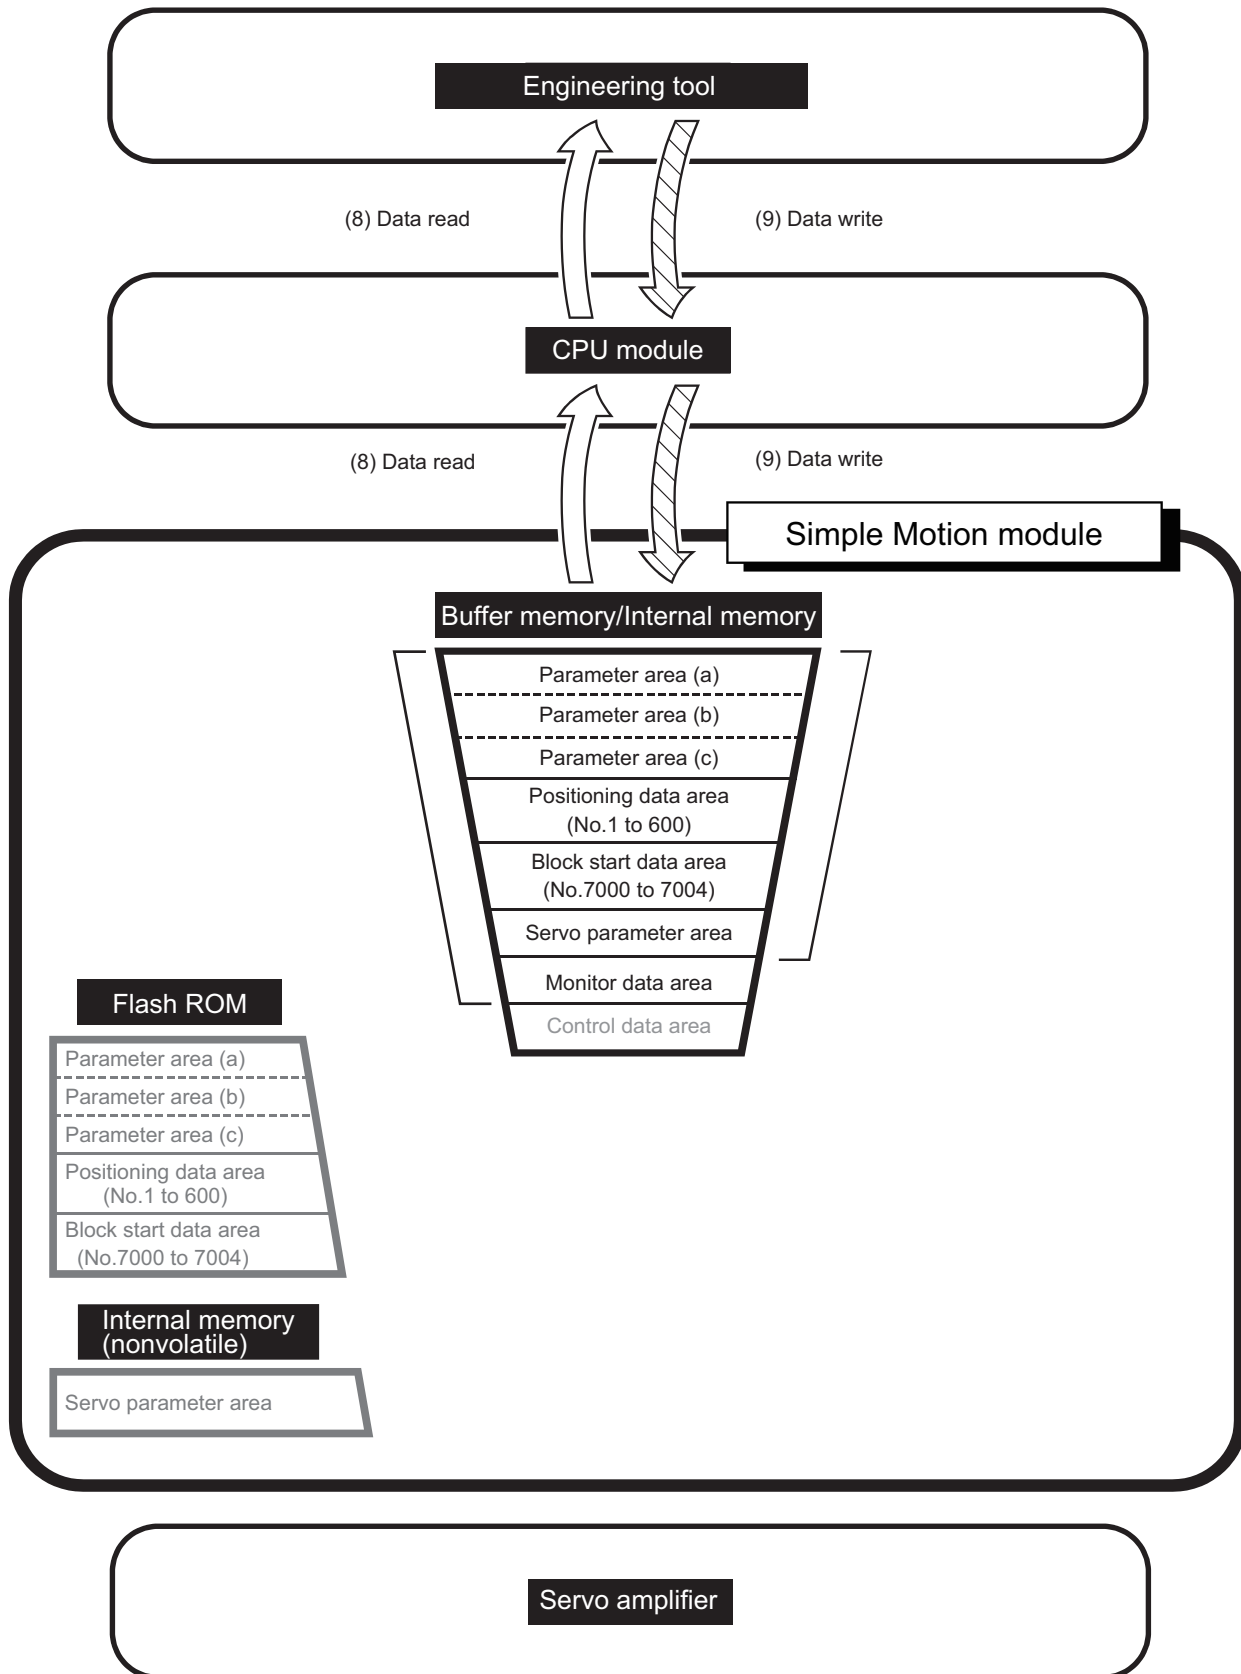 Engineering tool
(8) Data read
(9) Data write
CPU module
(8) Data read
(9) Data write
Simple Motion module
Buffer memory/Internal memory
Parameter area (a)
Parameter area (b)
Parameter area (c)
Positioning data area
(No.1 to 600)
Block start data area
(No.7000 to 7004)
Servo parameter area
Monitor data area
Control data area
Flash ROM
Parameter area (a)
Parameter area (b)
Parameter area (c)
Positioning data area
(No.1 to 600)
Block start data area
(No.7000 to 7004)
Internal memory
(nonvolatile)
Servo parameter area
Servo amplifier